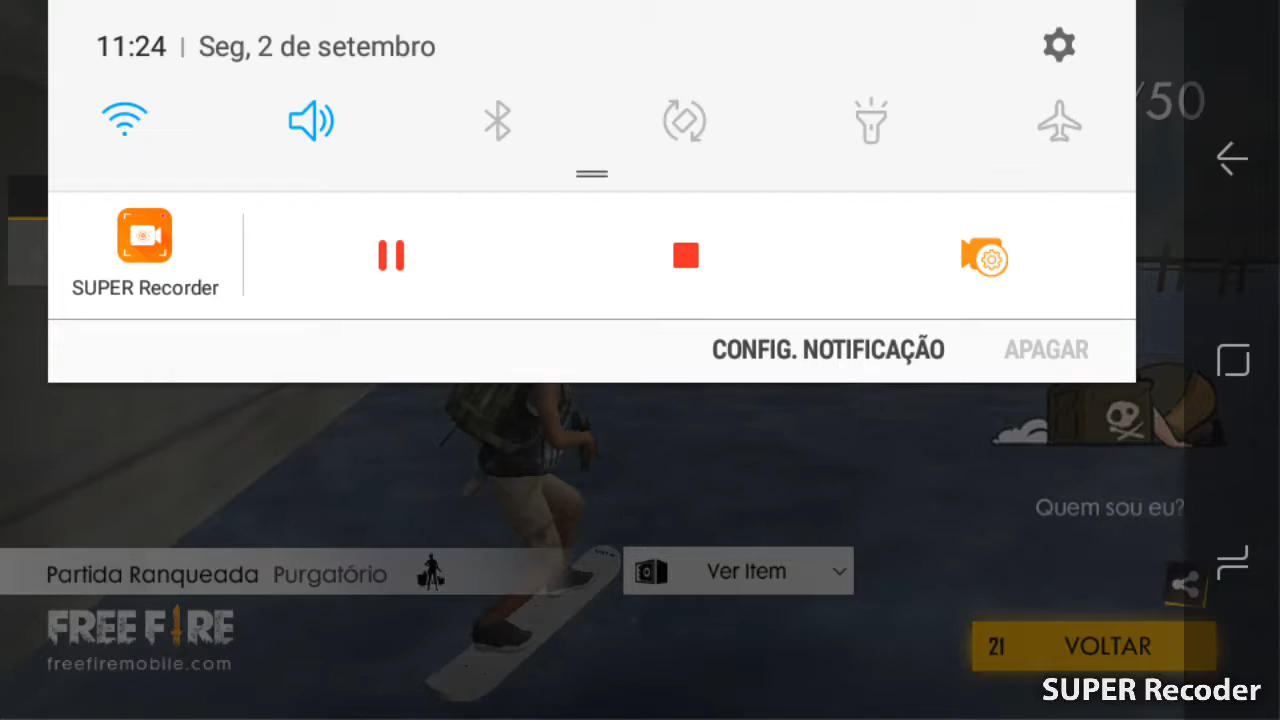 11:24 | Seg, 2 de setembro
/50
SUPER Recorder
CONFIG. NOTIFICAÇÃO APAGAR
Quem sou eu?
Partida Ranqueada Purgatório
Ver Item
FREE FIRE
freefiremobile.com
21 VOLTAR
SUPER Recoder